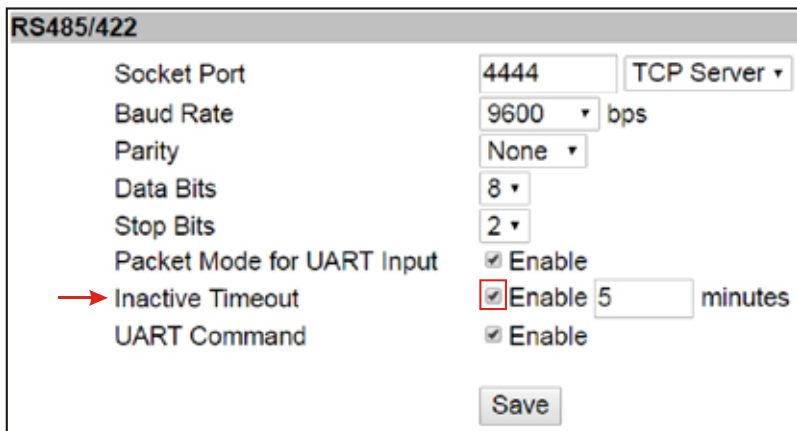 RS485/422
Socket Port 4444 TCP Server
Baud Rate 9600 bps
Parity None
Data Bits 8
Stop Bits 2
Packet Mode for UART Input Enable
Inactive Timeout Enable 5 minutes
UART Command Enable
Save